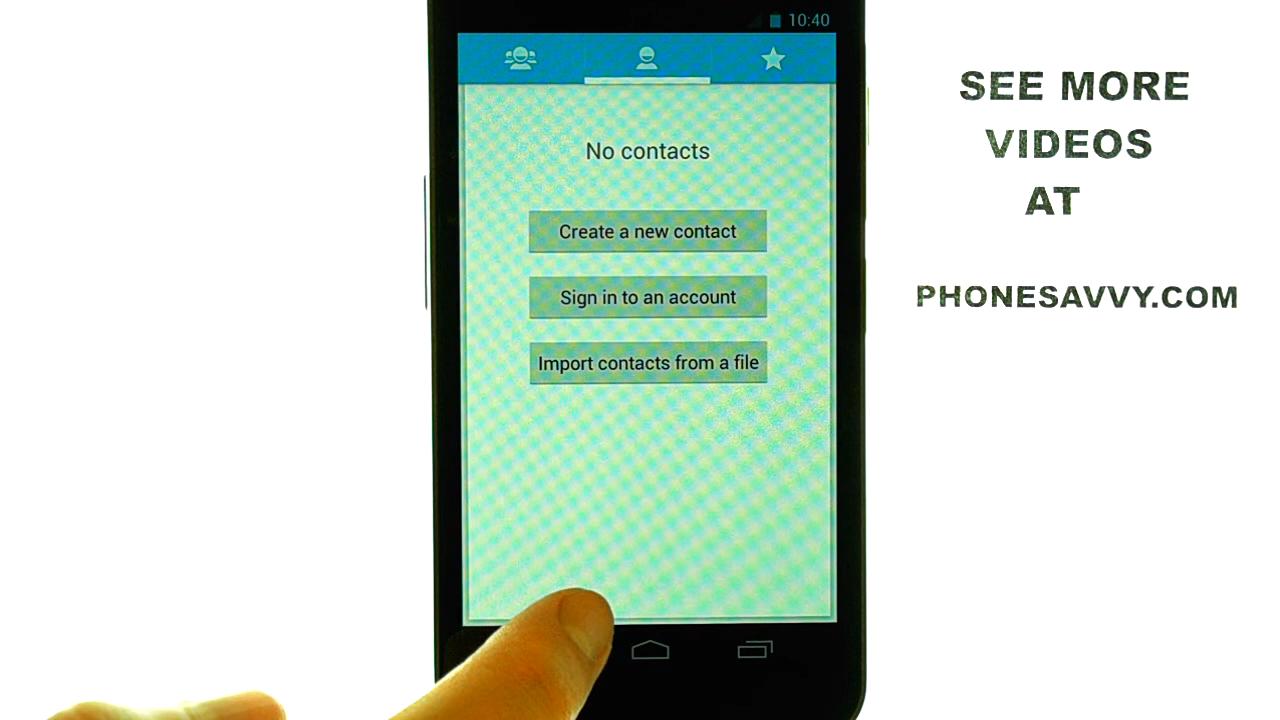 10:40
No contacts
Create a new contact
Sign in to an account
Import contacts from a file
SEE MORE
VIDEOS
AT
PHONESAVVY.COM